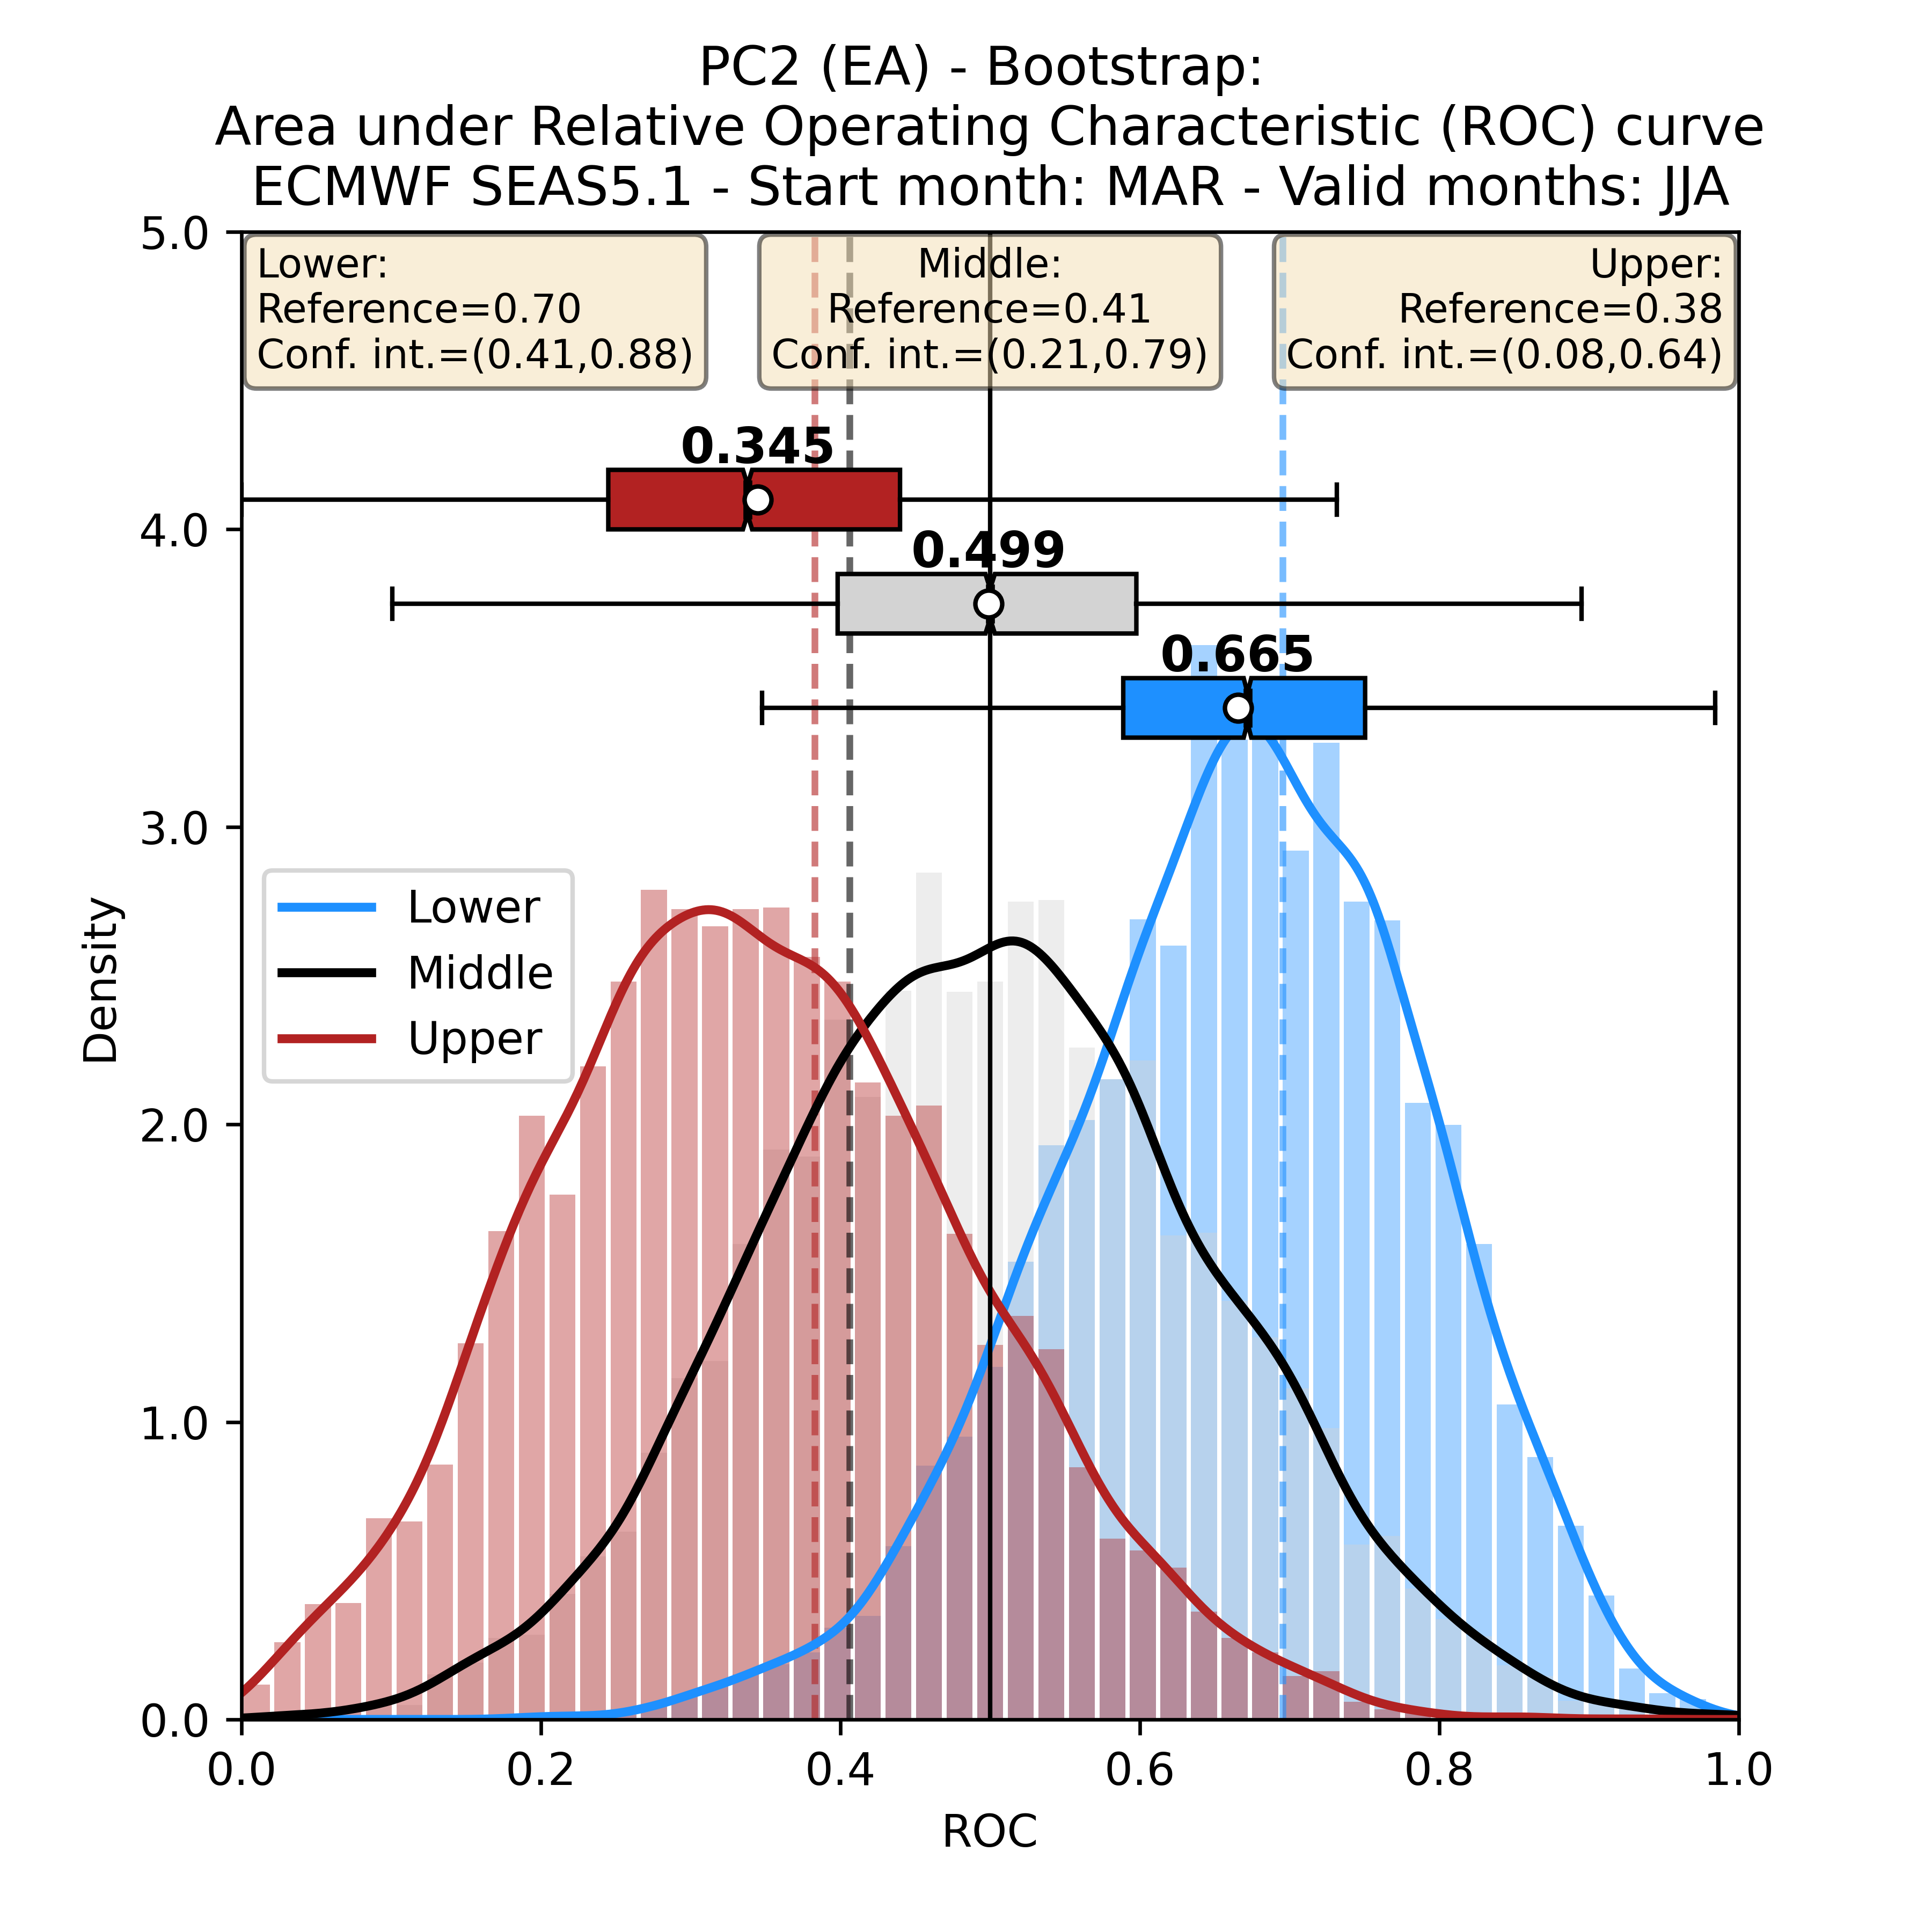 PC2 (EA) - Bootstrap:
Area under Relative Operating Characteristic (ROC) curve
ECMWF SEAS5.1 - Start month: MAR - Valid months: JJA
Lower:
Reference=0.70
Conf. int.=(0.41,0.88)
Middle:
Reference=0.41
Conf. int.=(0.21,0.79)
Upper:
Reference=0.38
Conf. int.=(0.08,0.64)
0.345
0.499
0.665
5.0
4.0
3.0
2.0
1.0
0.0
Density
Lower
Middle
Upper
0.0
0.2
0.4
0.6
0.8
1.0
ROC